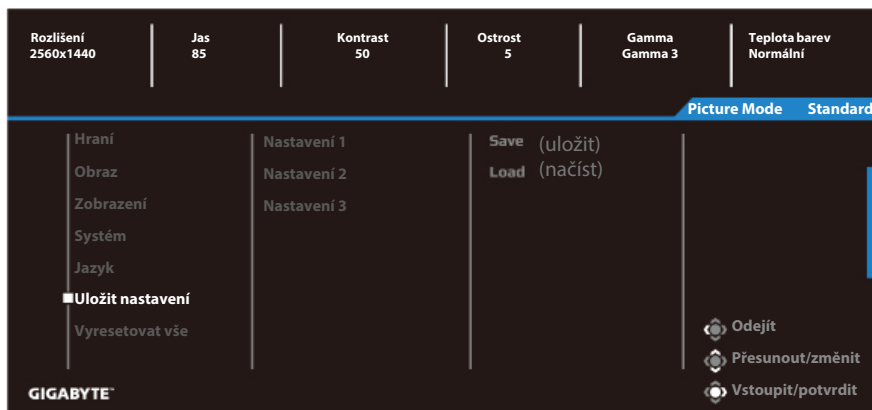 Rozlišení Jas Kontrast Ostrost Gamma Teplota barev
2560x1440 85 50 5 Gamma 3 Normální
Picture Mode Standard
Hraní Nastavení 1 Save (uložit)
Obraz Nastavení 2 Load (načíst)
Zobrazení Nastavení 3
Systém
Jazyk
Uložit nastavení
Vyresetovat vše
Odejít
Přesunout/změnit
GIGABYTE™ Vstoupit/potvrdit